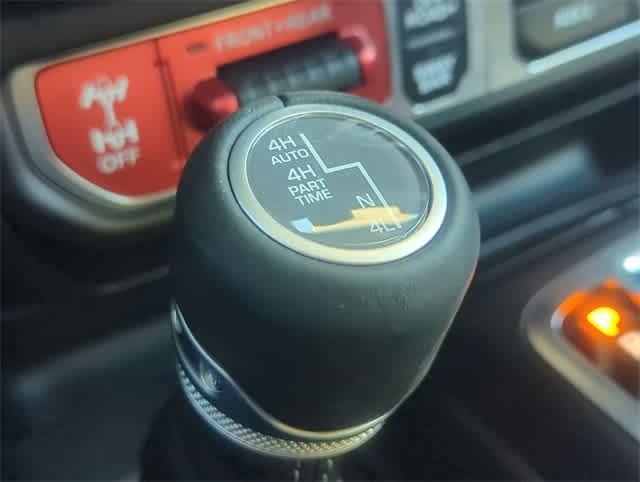 FRONT+REAR
OFF
4H
AUTO
4H
PART
TIME
N
4L